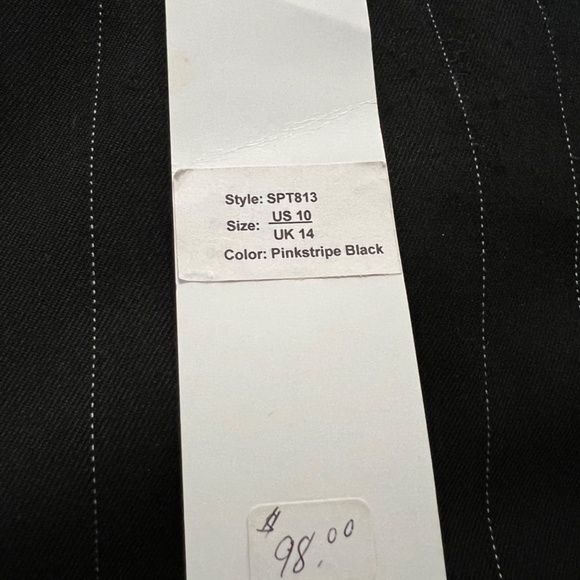 Style: SPT813
Size: US 10
UK 14
Color: Pinkstripe Black
$ 98.00